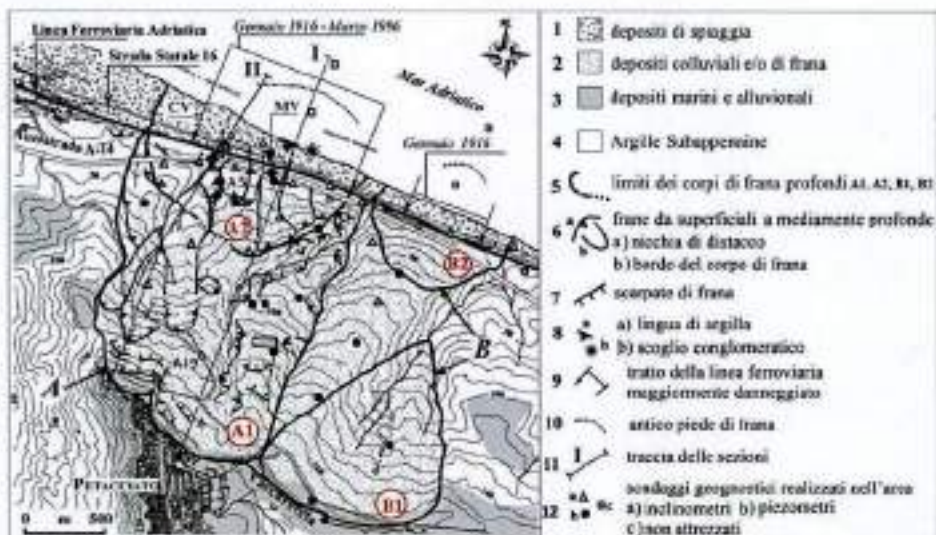 Linea Ferroviaria Adriatica
Strada Statale 16
Gennaio 1916 - Marzo 1996
Mar Adriatico
Gennaio 1916
Autostrada A-14
CV
MV
I
II
A2
B2
A
B
A1
B1
PETACCIATO
0 m 500
1 depositi di spiaggia
2 depositi colluviali e/o di frana
3 depositi marini e alluvionali
4 Argille Subappennine
5 limiti dei corpi di frana profondi A1, A2, B1, B2
6 a b frane da superficiali a mediamente profonde
a) nicchia di distacco
b) bordo del corpo di frana
7 scarpate di frana
8 a b a) lingua di argilla
b) scoglio conglomeratico
9 tratto della linea ferroviaria
maggiormente danneggiato
10 antico piede di frana
11 I traccia delle sezioni
12 a b c sondaggi geognostici realizzati nell'area
a) inclinometri b) piezometri
c) non attrezzati